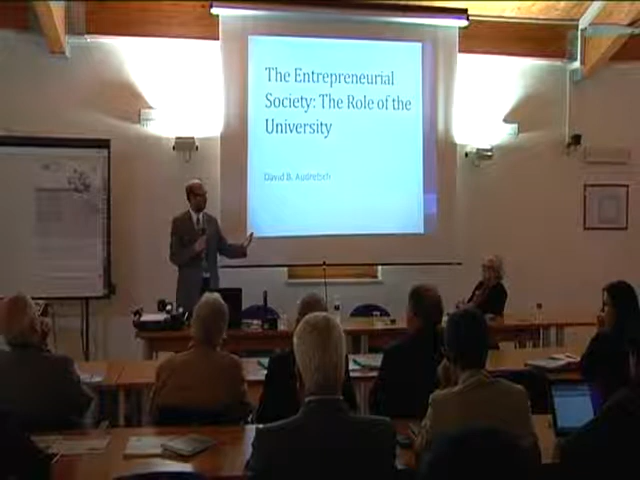 The Entrepreneurial
Society: The Role of the
University
David B. Audretsch